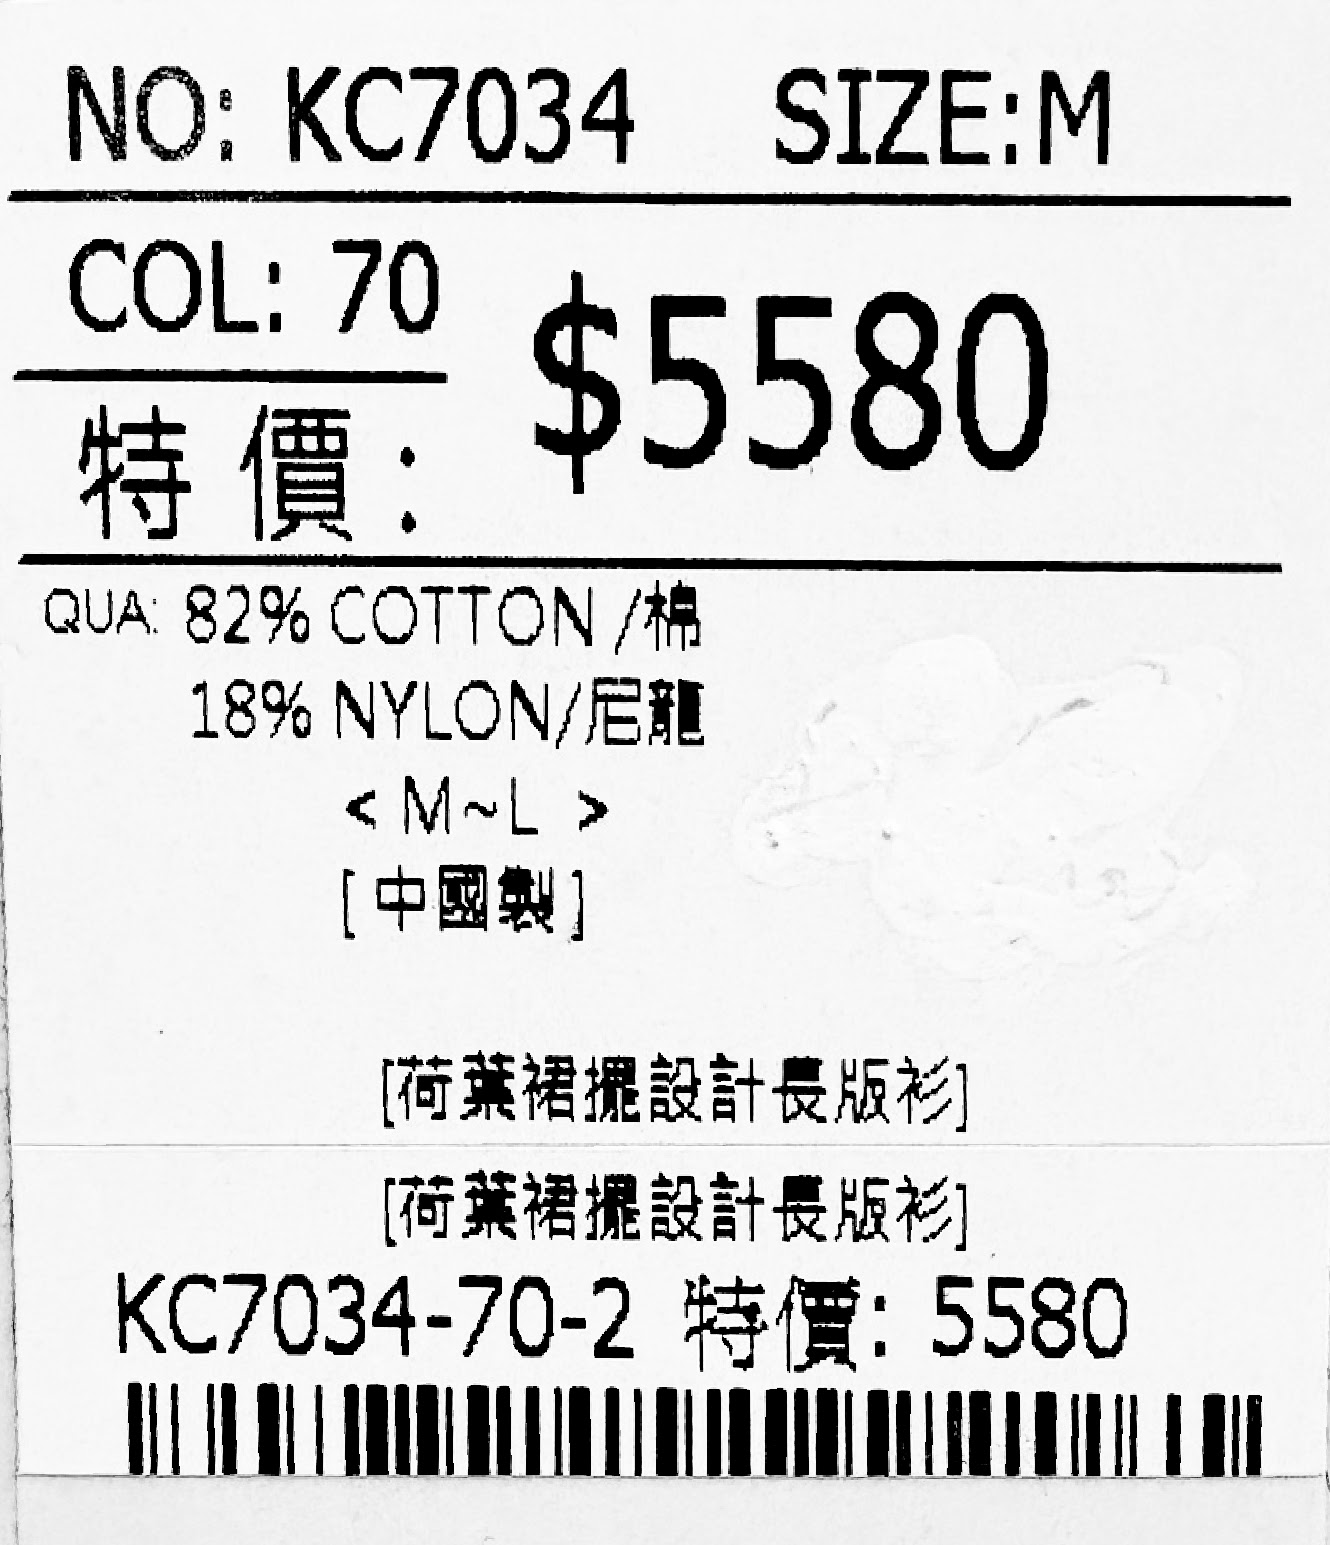 NO: KC7034 SIZE:M
COL: 70
$5580
特價:
QUA: 82% COTTON /棉
18% NYLON/尼龍
< M~L >
[中國製]
[荷葉裙擺設計長版衫]
[荷葉裙擺設計長版衫]
KC7034-70-2 特價: 5580